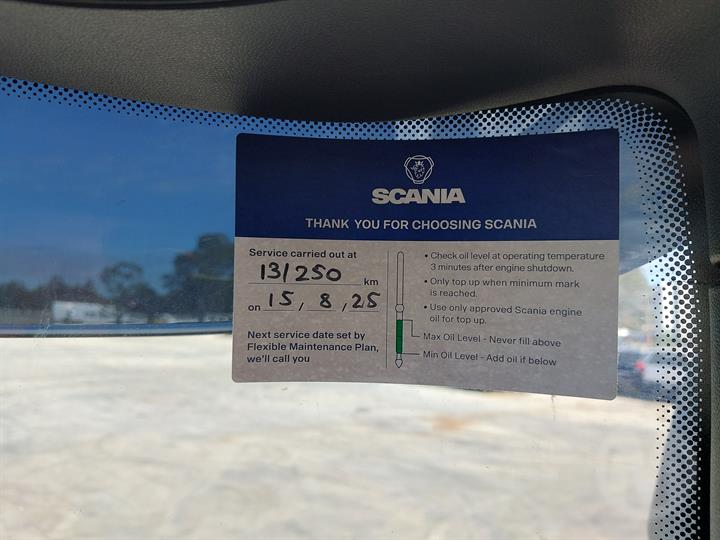 SCANIA
THANK YOU FOR CHOOSING SCANIA
Service carried out at
131250 km
on 15, 8, 25
Next service date set by
Flexible Maintenance Plan,
we'll call you
• Check oil level at operating temperature
3 minutes after engine shutdown.
• Only top up when minimum mark
is reached.
• Use only approved Scania engine
oil for top up.
Max Oil Level - Never fill above
Min Oil Level - Add oil if below